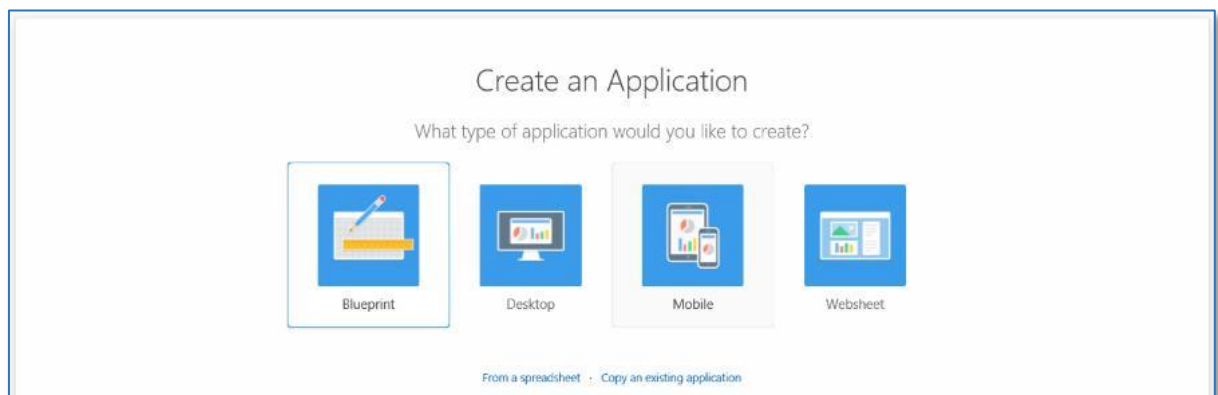 Create an Application
What type of application would you like to create?
Blueprint Desktop Mobile Websheet
From a spreadsheet · Copy an existing application